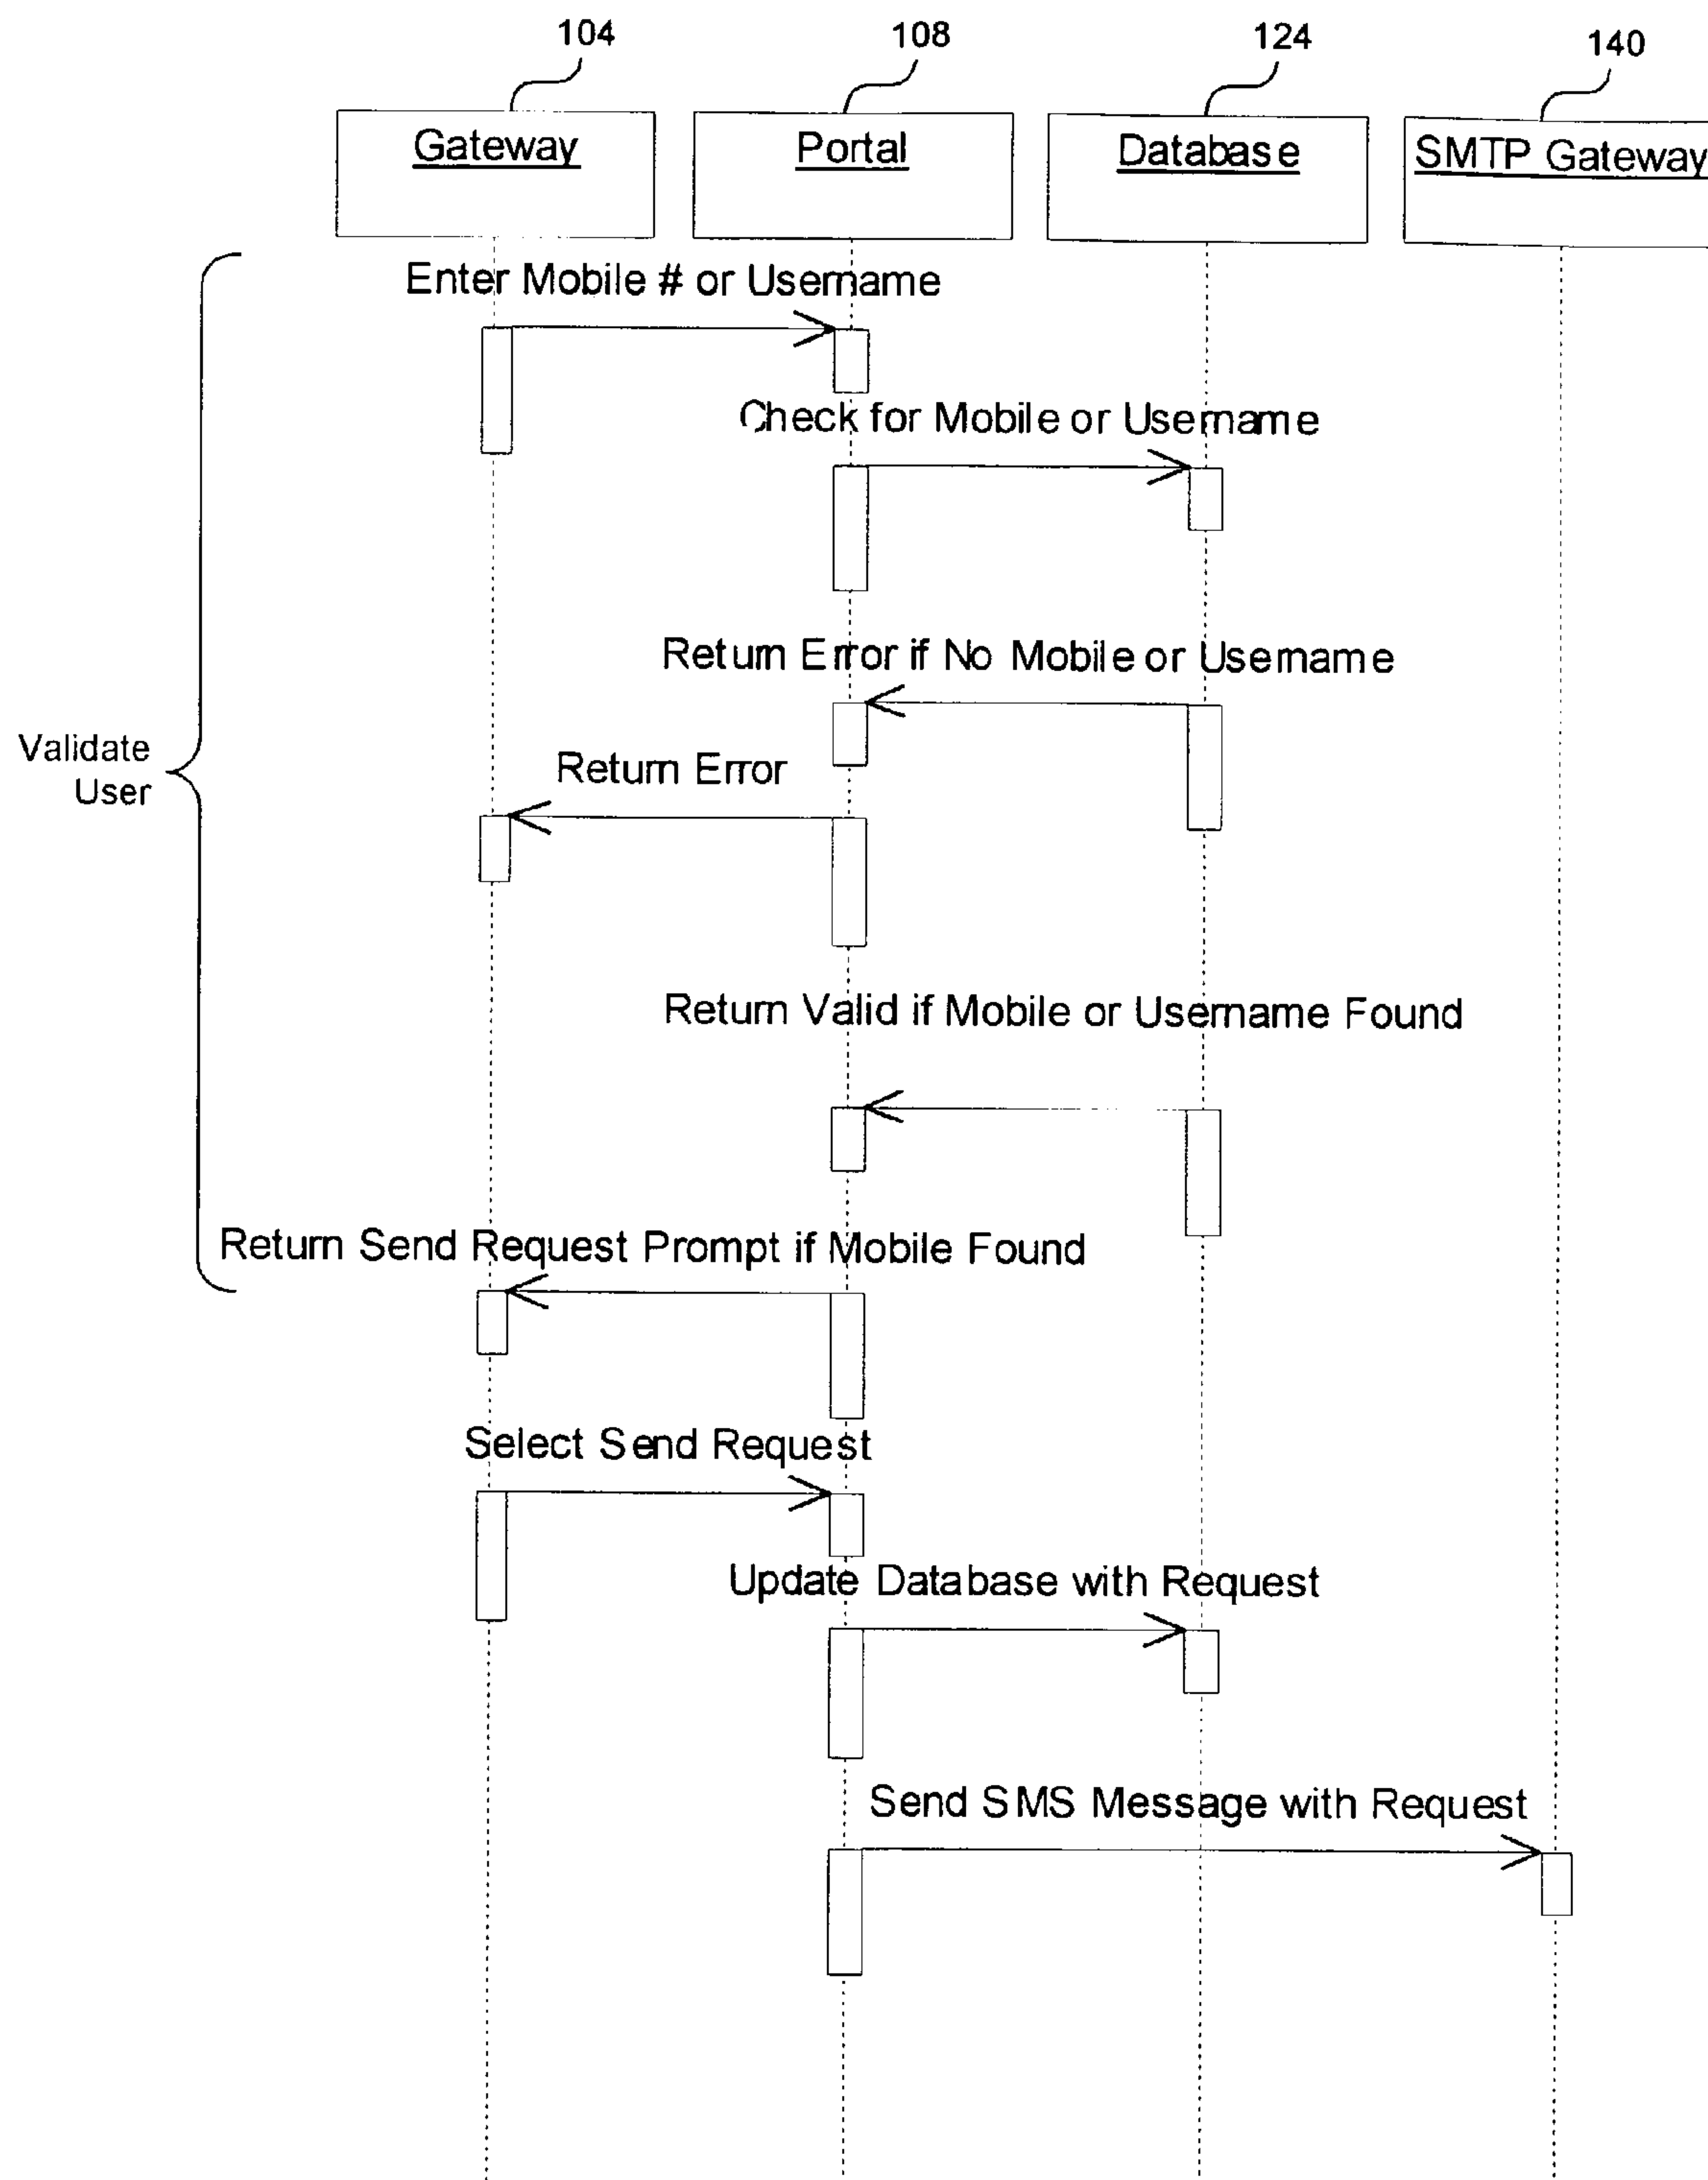 104
108
124
140
Gateway
Portal
Database
SMTP Gateway
Enter Mobile # or Username
Check for Mobile or Username
Return Error if No Mobile or Username
Validate
User
Return Error
Return Valid if Mobile or Username Found
Return Send Request Prompt if Mobile Found
Select Send Request
Update Database with Request
Send SMS Message with Request